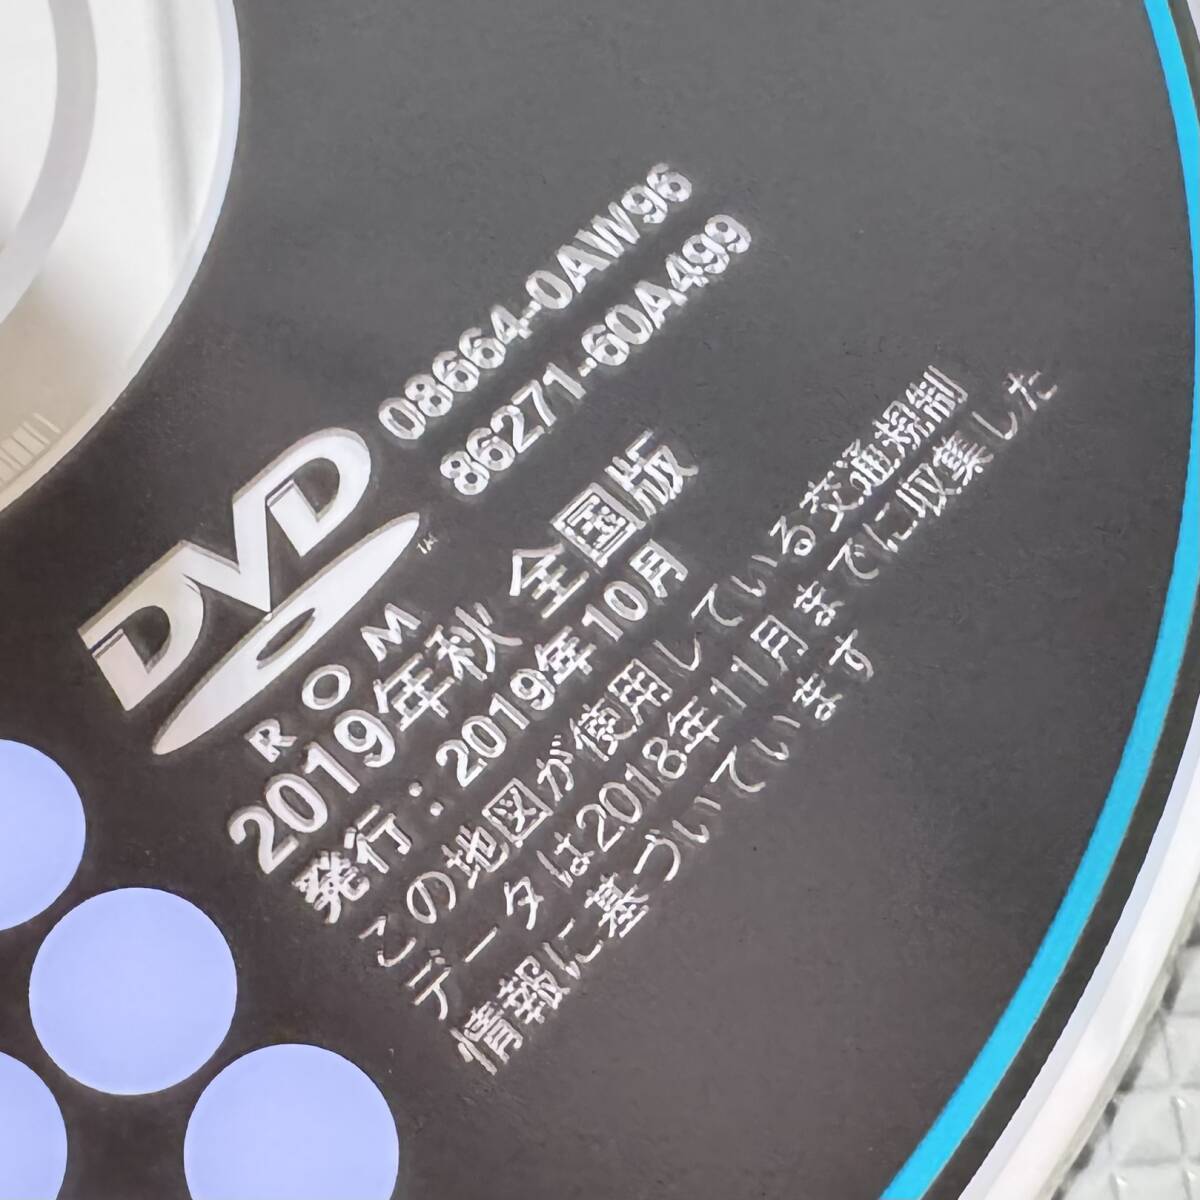 08664-0AW96
86271-60A499
DVD
TM
ROM
2019年秋 全国版
発行：2019年10月
この地図が使用している交通規制
データは2018年11月までに収集した
情報に基づいています